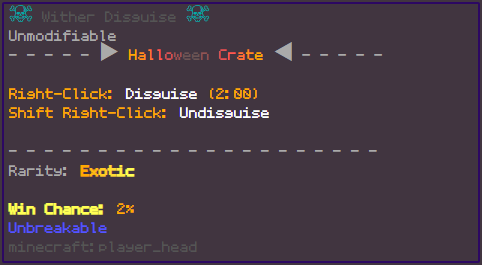 ☠ Wither Disguise ☠
Unmodifiable
- - - - - ▶ Halloween Crate ◀ - - - - -
Right-Click: Disguise (2:00)
Shift Right-Click: Undisguise
- - - - - - - - - - - - - - - - - - - - - -
Rarity: Exotic
Win Chance: 2%
Unbreakable
minecraft:player_head